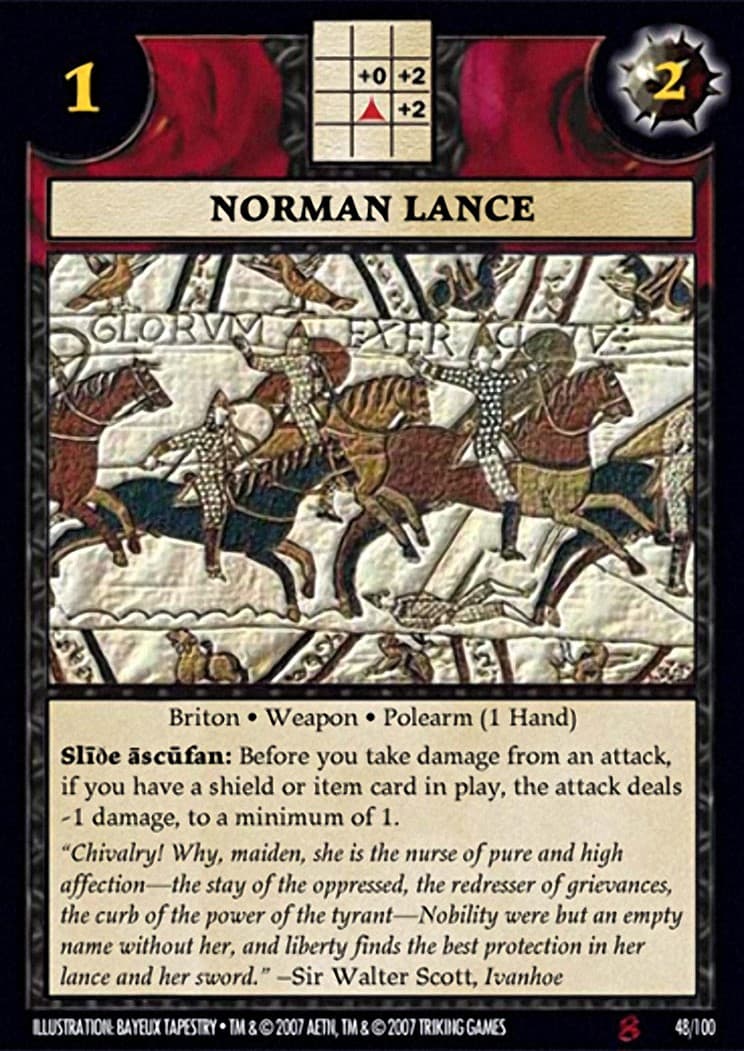 1
+0 +2
+2
2
NORMAN LANCE
GLORVM EXER CITV:
Briton • Weapon • Polearm (1 Hand)
Slīðe āscūfan: Before you take damage from an attack,
if you have a shield or item card in play, the attack deals
-1 damage, to a minimum of 1.
“Chivalry! Why, maiden, she is the nurse of pure and high
affection—the stay of the oppressed, the redresser of grievances,
the curb of the power of the tyrant—Nobility were but an empty
name without her, and liberty finds the best protection in her
lance and her sword.” –Sir Walter Scott, Ivanhoe
ILLUSTRATION: BAYEUX TAPESTRY • TM & © 2007 AETN, TM & © 2007 TRIKING GAMES
48/100